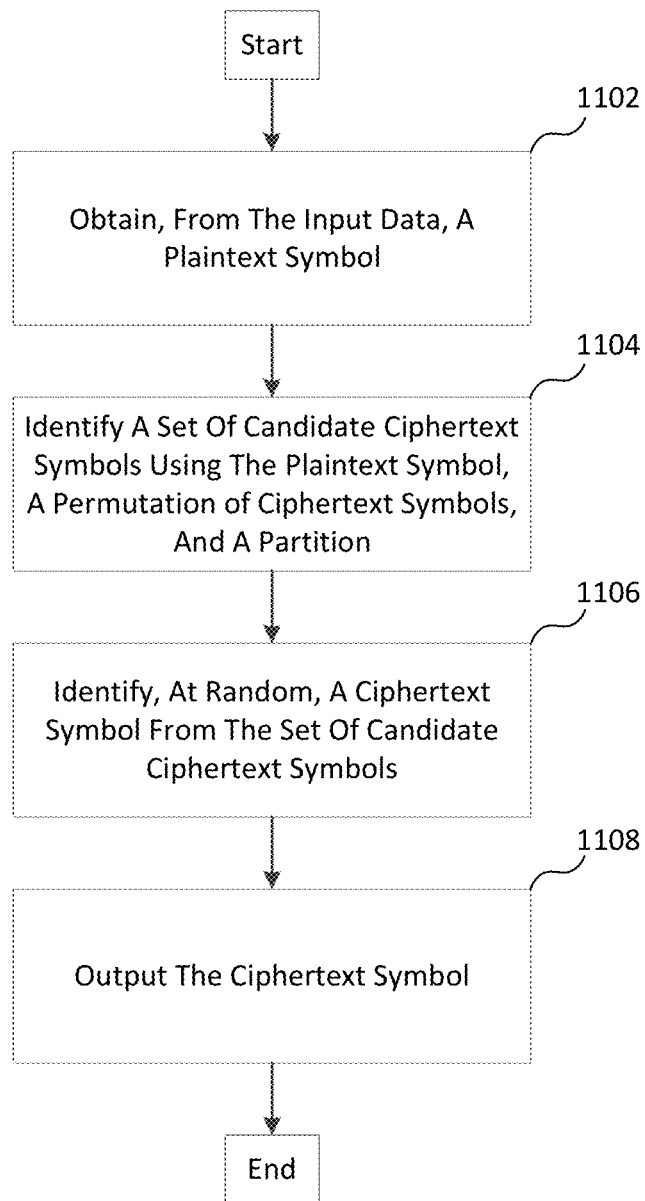 Start
1102
Obtain, From The Input Data, A
Plaintext Symbol
1104
Identify A Set Of Candidate Ciphertext
Symbols Using The Plaintext Symbol,
A Permutation of Ciphertext Symbols,
And A Partition
1106
Identify, At Random, A Ciphertext
Symbol From The Set Of Candidate
Ciphertext Symbols
1108
Output The Ciphertext Symbol
End